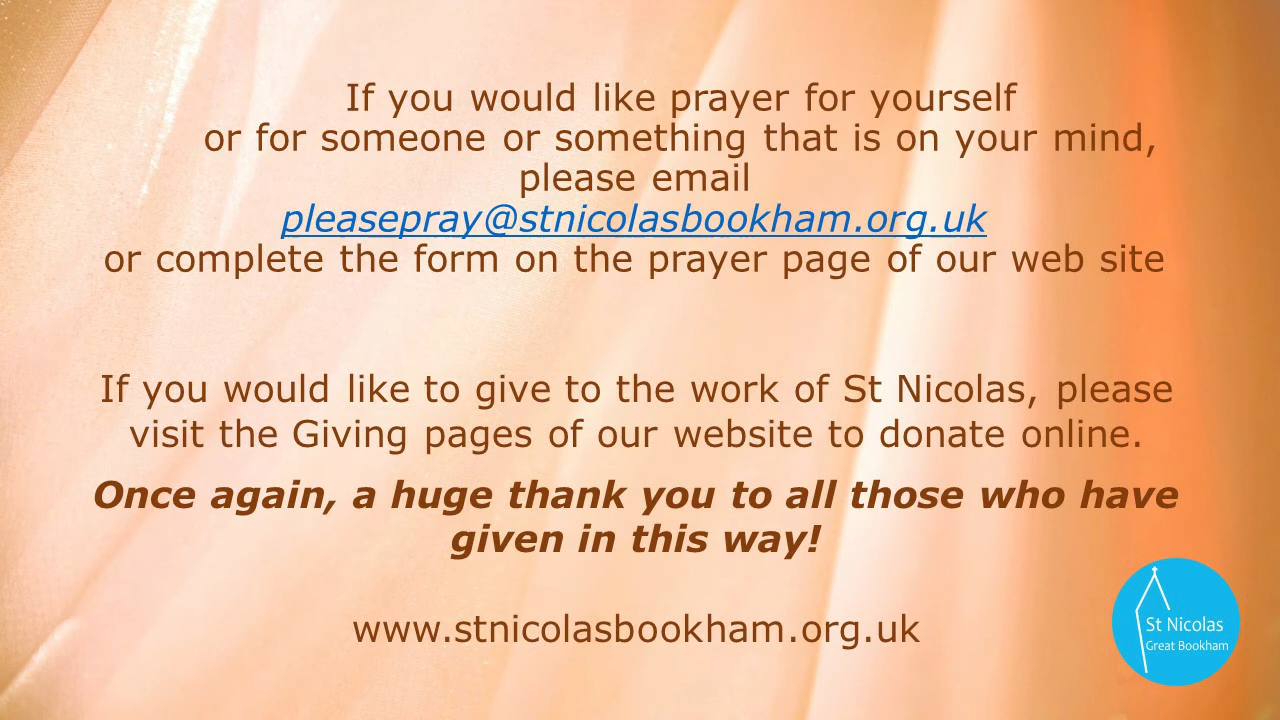 If you would like prayer for yourself
or for someone or something that is on your mind,
please email
pleasepray@stnicolasbookham.org.uk
or complete the form on the prayer page of our web site
If you would like to give to the work of St Nicolas, please
visit the Giving pages of our website to donate online.
Once again, a huge thank you to all those who have
given in this way!
www.stnicolasbookham.org.uk
St Nicolas
Great Bookham